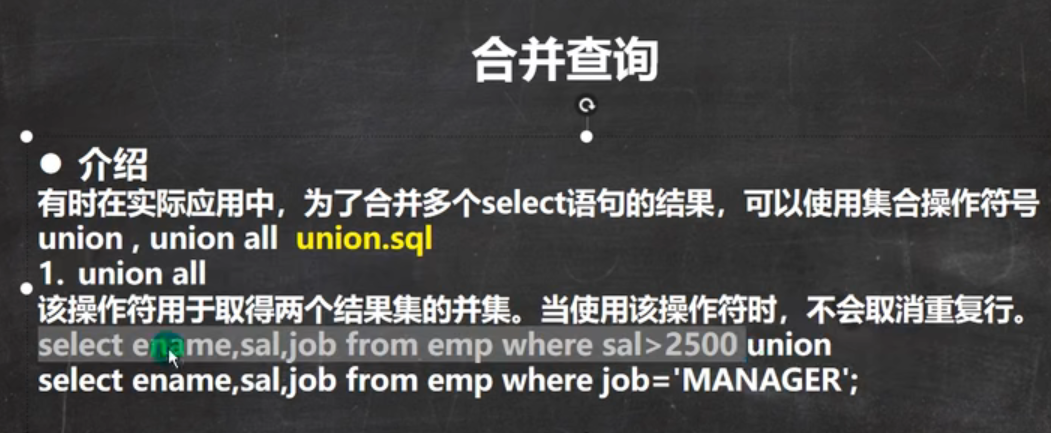 合并查询
● 介绍
有时在实际应用中，为了合并多个select语句的结果，可以使用集合操作符号
union , union all union.sql
1. union all
该操作符用于取得两个结果集的并集。当使用该操作符时，不会取消重复行。
select ename,sal,job from emp where sal>2500 union
select ename,sal,job from emp where job='MANAGER';